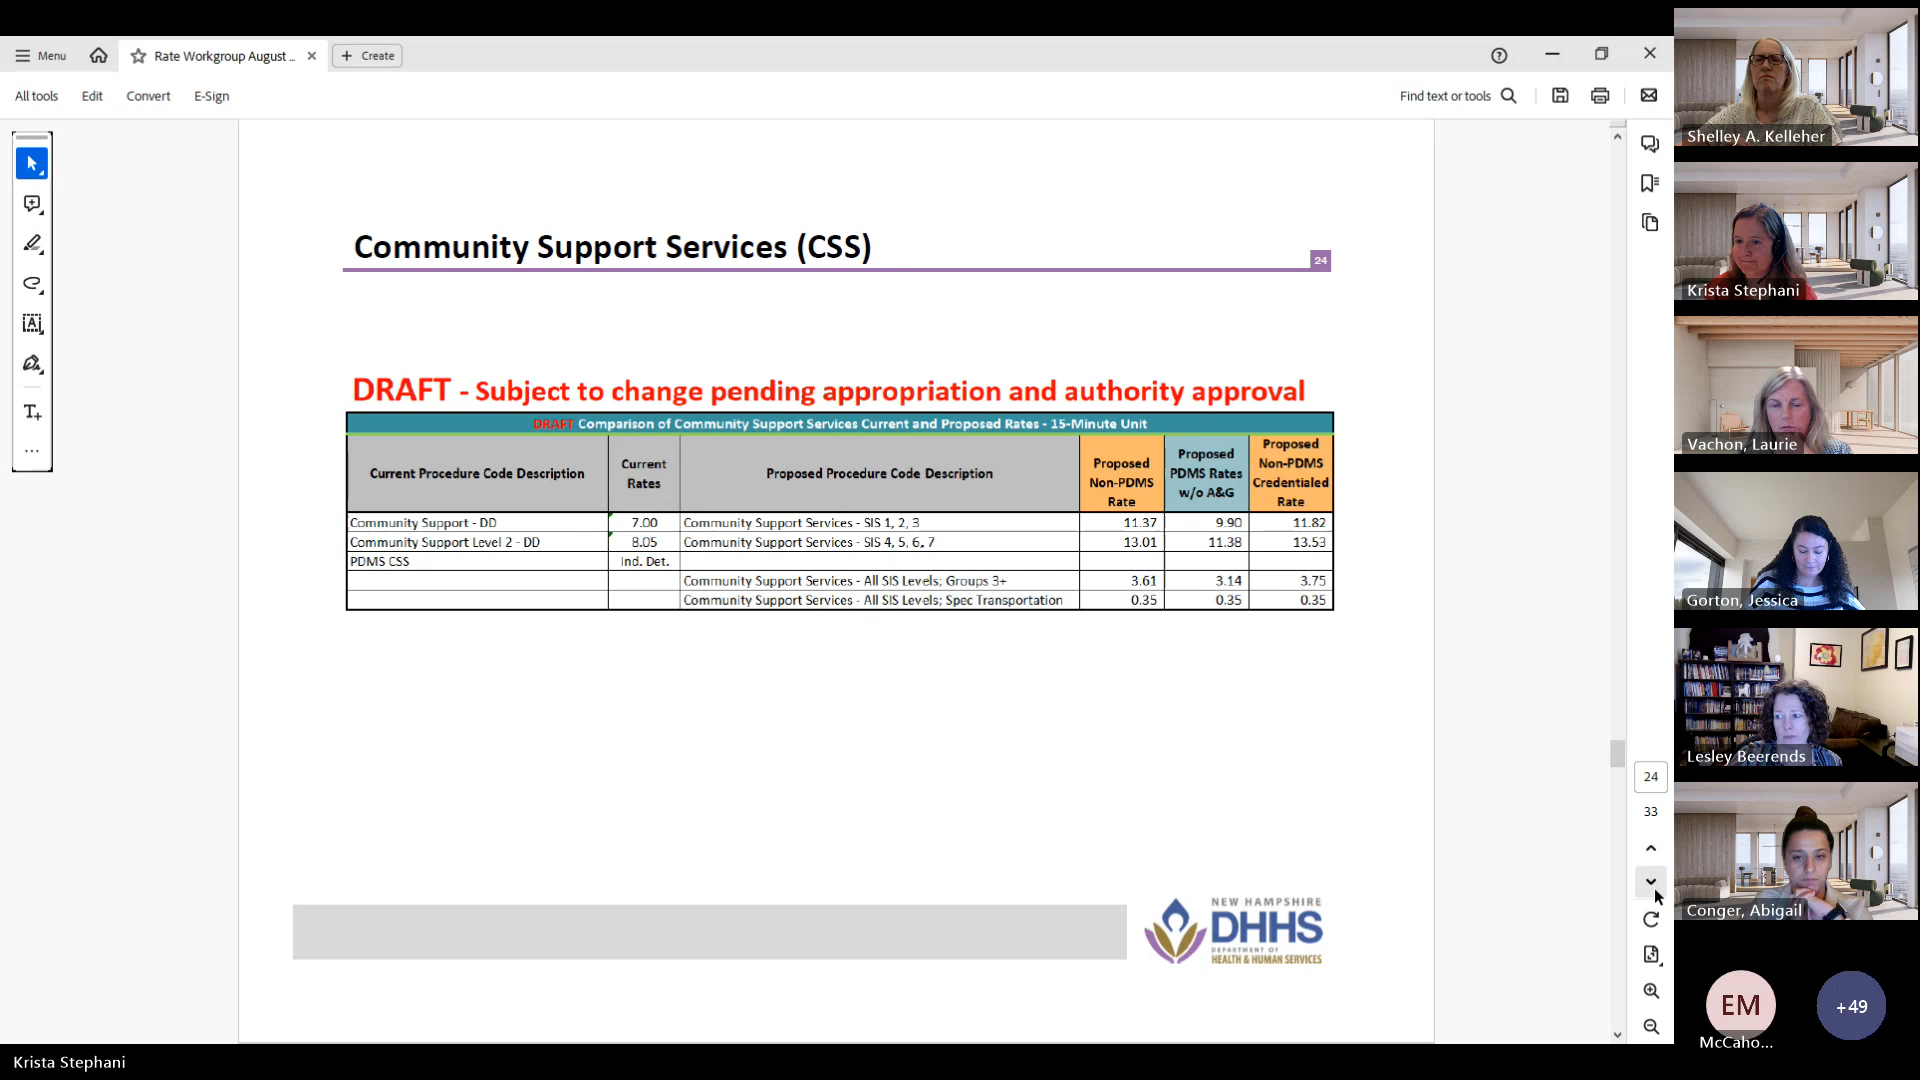 Menu
Rate Workgroup August ...
Create
All tools
Edit
Convert
E-Sign
Find text or tools
Community Support Services (CSS)
24
DRAFT - Subject to change pending appropriation and authority approval
DRAFT Comparison of Community Support Services Current and Proposed Rates - 15-Minute Unit
Current Procedure Code Description
Current Rates
Proposed Procedure Code Description
Proposed Non-PDMS Rate
Proposed PDMS Rates w/o A&G
Proposed Non-PDMS Credentialed Rate
Community Support - DD 7.00 Community Support Services - SIS 1, 2, 3 11.37 9.90 11.82
Community Support Level 2 - DD 8.05 Community Support Services - SIS 4, 5, 6, 7 13.01 11.38 13.53
PDMS CSS Ind. Det.
Community Support Services - All SIS Levels; Groups 3+ 3.61 3.14 3.75
Community Support Services - All SIS Levels; Spec Transportation 0.35 0.35 0.35
NEW HAMPSHIRE
DHHS
DEPARTMENT OF
HEALTH & HUMAN SERVICES
24
33
Shelley A. Kelleher
Krista Stephani
Vachon, Laurie
Gorton, Jessica
Lesley Beerends
Conger, Abigail
EM
McCaho...
+49
Krista Stephani